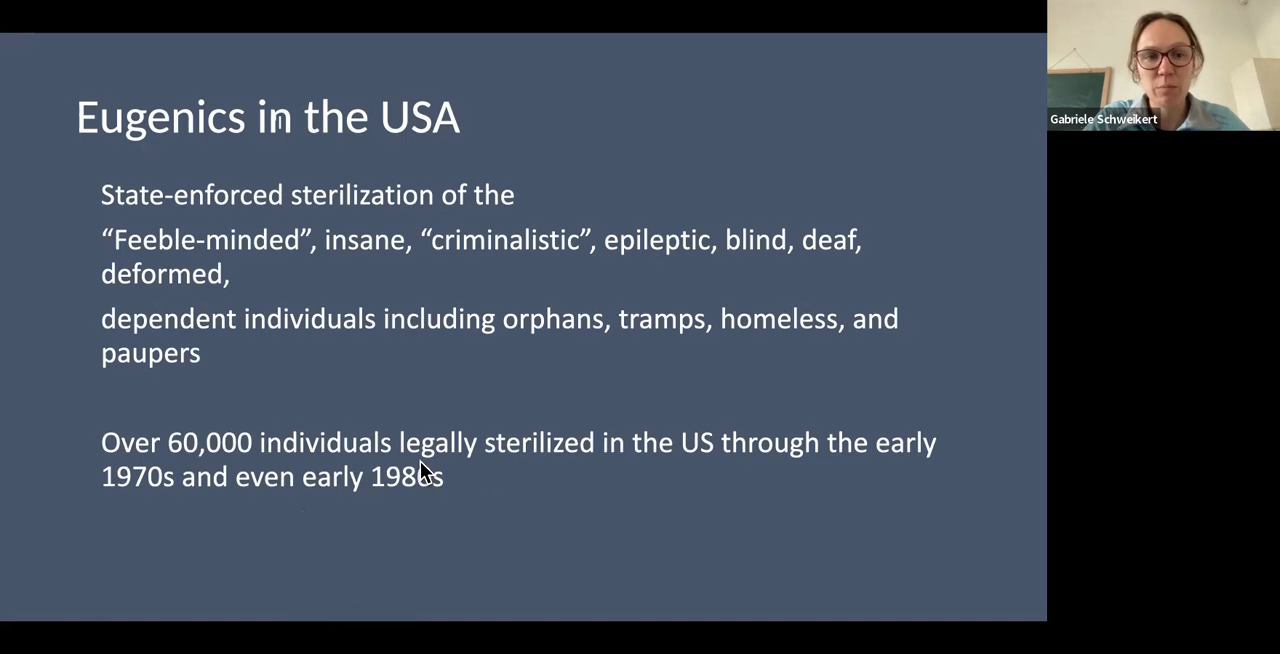 Eugenics in the USA
State-enforced sterilization of the
“Feeble-minded”, insane, “criminalistic”, epileptic, blind, deaf,
deformed,
dependent individuals including orphans, tramps, homeless, and
paupers
Over 60,000 individuals legally sterilized in the US through the early
1970s and even early 1980s
Gabriele Schweikert